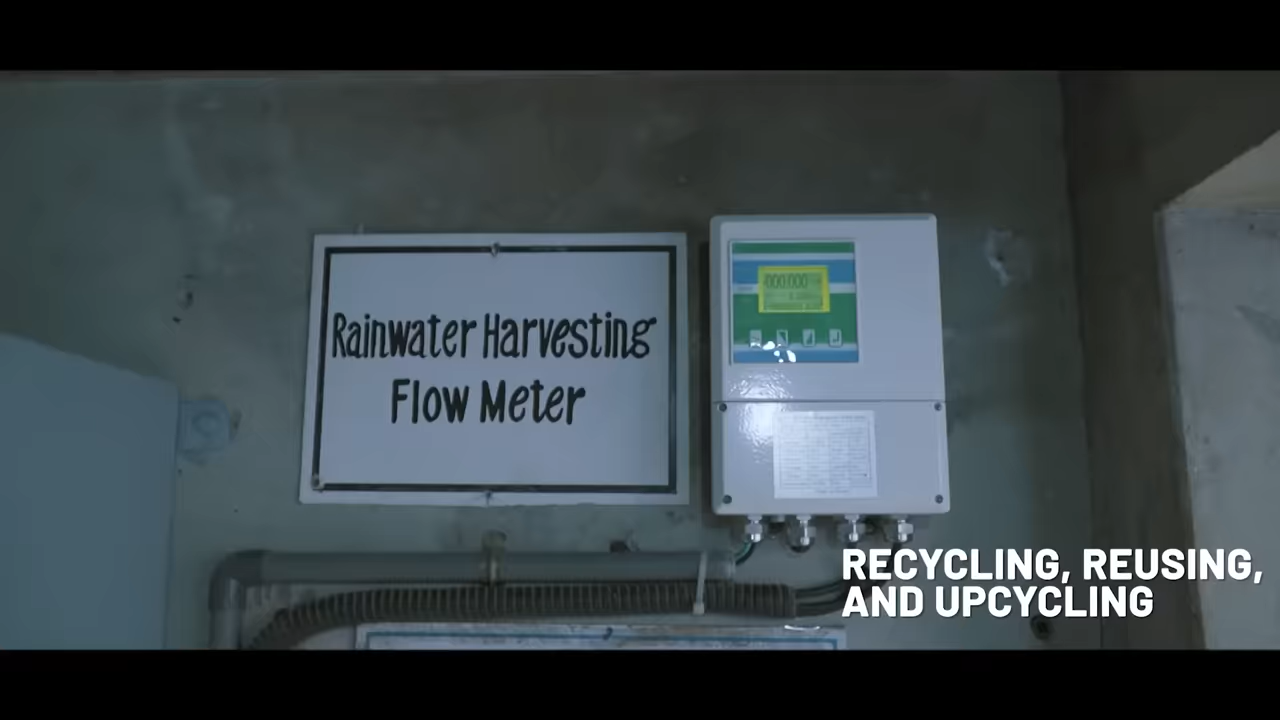 Rainwater Harvesting
Flow Meter
000.000
RECYCLING, REUSING,
AND UPCYCLING